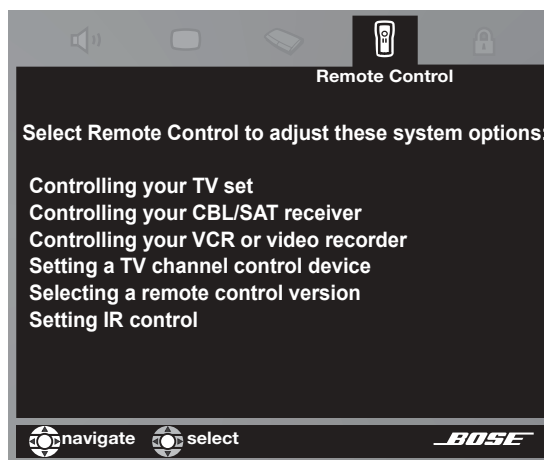 Remote Control
Select Remote Control to adjust these system options:
Controlling your TV set
Controlling your CBL/SAT receiver
Controlling your VCR or video recorder
Setting a TV channel control device
Selecting a remote control version
Setting IR control
navigate select BOSE